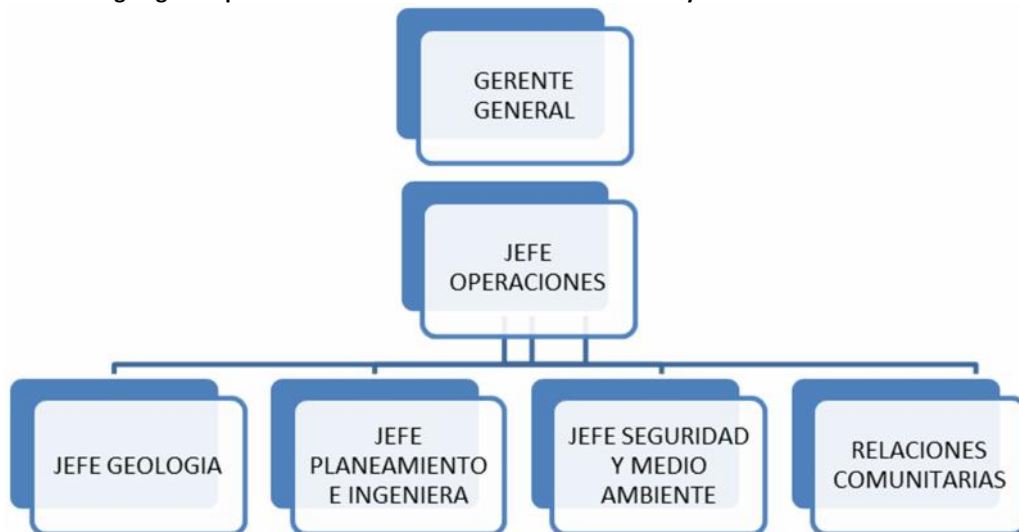 GERENTE
GENERAL
JEFE
OPERACIONES
JEFE GEOLOGIA
JEFE
PLANEAMIENTO
E INGENIERA
JEFE SEGURIDAD
Y MEDIO
AMBIENTE
RELACIONES
COMUNITARIAS